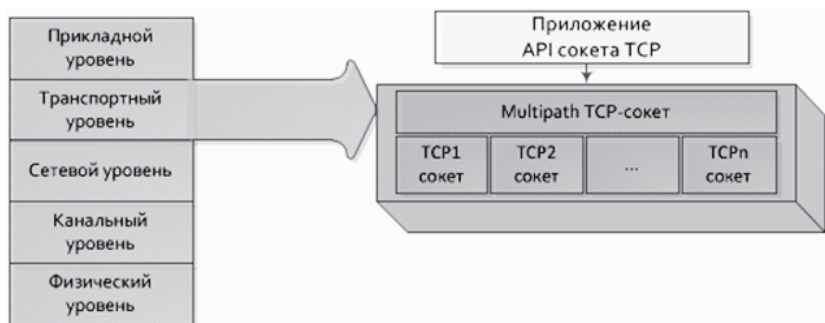 Прикладной
уровень
Транспортный
уровень
Сетевой уровень
Канальный
уровень
Физический
уровень
Приложение
API сокета TCP
Multipath TCP-сокет
TCP1
сокет
TCP2
сокет
...
TCPn
сокет